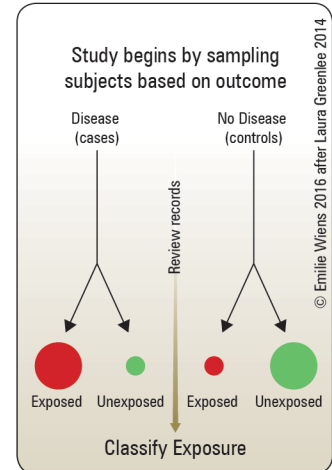 Study begins by sampling
subjects based on outcome
Disease
(cases)
No Disease
(controls)
Review records
Exposed
Unexposed
Exposed
Unexposed
Classify Exposure
© Emilie Wiens 2016 after Laura Greenlee 2014